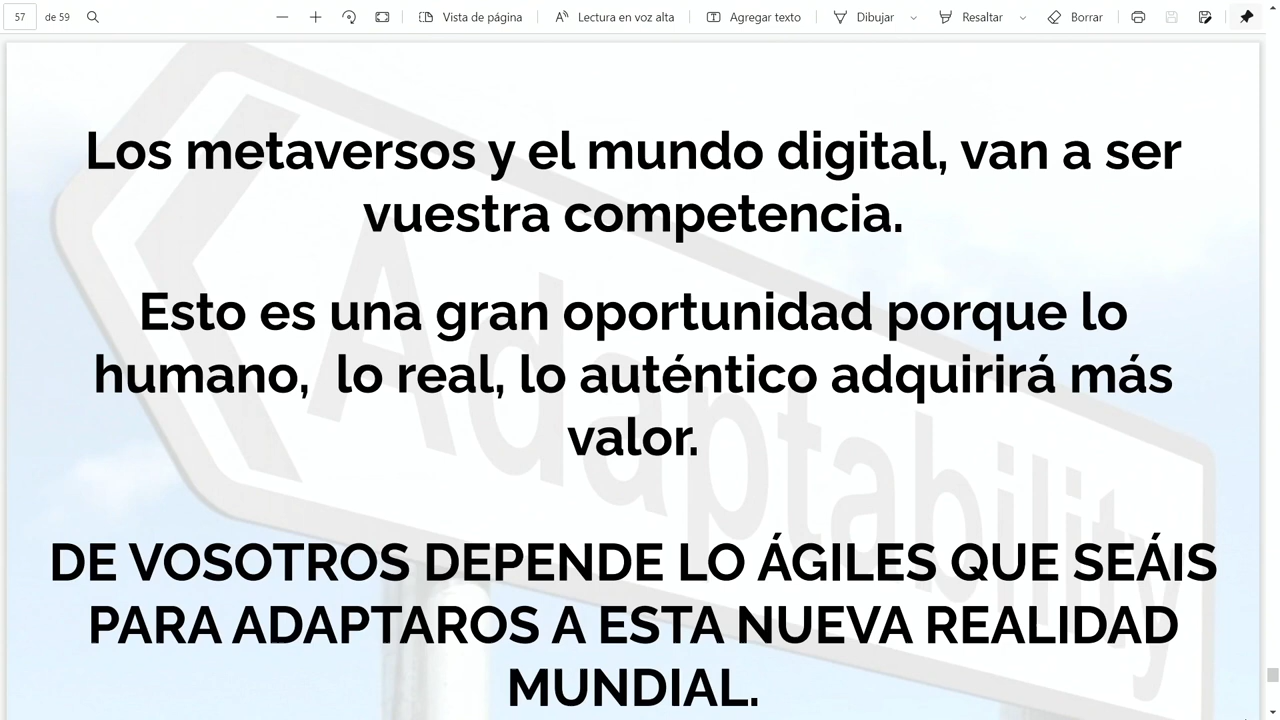 57 de 59 Vista de página Lectura en voz alta Agregar texto Dibujar Resaltar Borrar
Los metaversos y el mundo digital, van a ser
vuestra competencia.
Esto es una gran oportunidad porque lo
humano,  lo real, lo auténtico adquirirá más
valor.
DE VOSOTROS DEPENDE LO ÁGILES QUE SEÁIS
PARA ADAPTAROS A ESTA NUEVA REALIDAD
MUNDIAL.
Adaptability